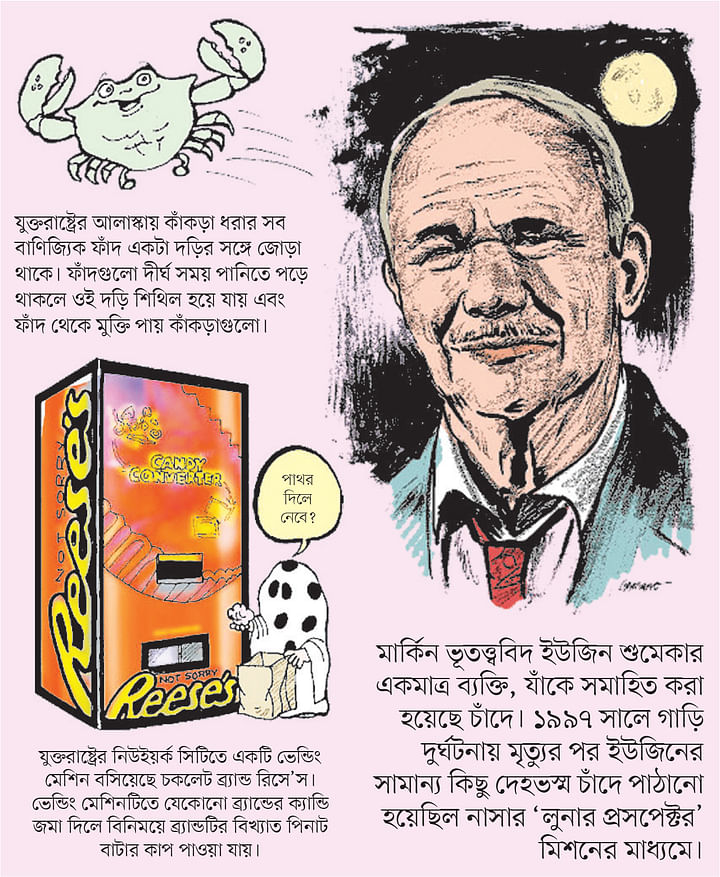 যুক্তরাষ্ট্রের আলাস্কায় কাঁকড়া ধরার সব
বাণিজ্যিক ফাঁদ একটা দড়ির সঙ্গে জোড়া
থাকে। ফাঁদগুলো দীর্ঘ সময় পানিতে পড়ে
থাকলে ওই দড়ি শিথিল হয়ে যায় এবং
ফাঁদ থেকে মুক্তি পায় কাঁকড়াগুলো।
NOT SORRY
Reese's
CANDY
CONVERTER
NOT SORRY
Reese's
পাথর
দিলে
নেবে?
যুক্তরাষ্ট্রের নিউইয়র্ক সিটিতে একটি ভেন্ডিং
মেশিন বসিয়েছে চকলেট ব্র্যান্ড রিসে’স।
ভেন্ডিং মেশিনটিতে যেকোনো ব্র্যান্ডের ক্যান্ডি
জমা দিলে বিনিময়ে ব্র্যান্ডটির বিখ্যাত পিনাট
বাটার কাপ পাওয়া যায়।
মার্কিন ভূতত্ত্ববিদ ইউজিন শুমেকার
একমাত্র ব্যক্তি, যাঁকে সমাহিত করা
হয়েছে চাঁদে। ১৯৯৭ সালে গাড়ি
দুর্ঘটনায় মৃত্যুর পর ইউজিনের
সামান্য কিছু দেহভস্ম চাঁদে পাঠানো
হয়েছিল নাসার ‘লুনার প্রসপেক্টর’
মিশনের মাধ্যমে।